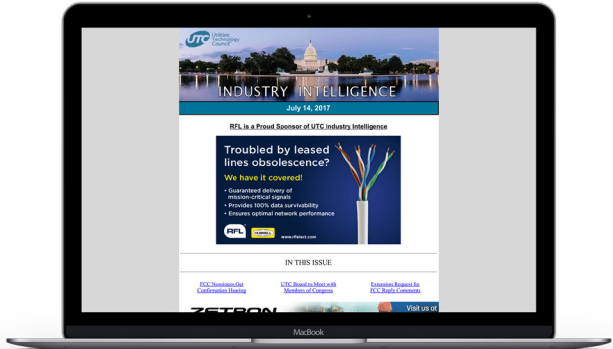 UTC Utilities
Technology
Council
INDUSTRY INTELLIGENCE
July 14, 2017
RFL is a Proud Sponsor of UTC Industry Intelligence
Troubled by leased
lines obsolescence?
We have it covered!
• Guaranteed delivery of
mission-critical signals
• Provides 100% data survivability
• Ensures optimal network performance
RFL HUBBELL www.rflelect.com
IN THIS ISSUE
FCC Nominees Get
Confirmation Hearing
UTC Board to Meet with
Members of Congress
Extension Request for
FCC Reply Comments
ZETRON
Visit us at
MacBook